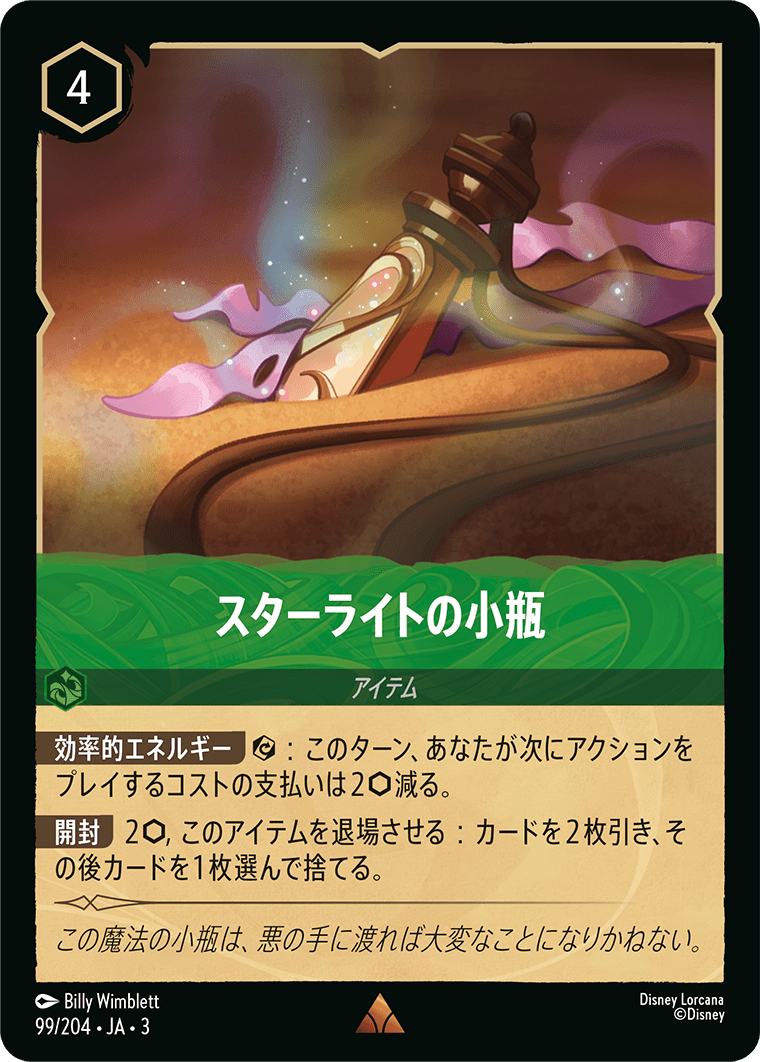 4
スターライトの小瓶
アイテム
効率的エネルギー : このターン、あなたが次にアクションを
プレイするコストの支払いは2⬡減る。
開封 2⬡, このアイテムを退場させる : カードを2枚引き、そ
の後カードを1枚選んで捨てる。
この魔法の小瓶は、悪の手に渡れば大変なことになりかねない。
Billy Wimblett
Disney Lorcana
99/204 • JA • 3
©Disney